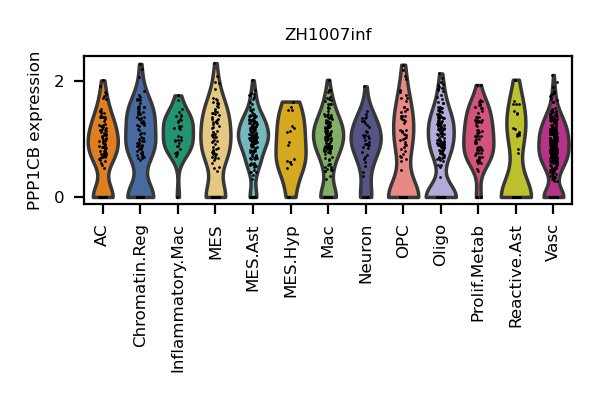 ZH1007inf
PPP1CB expression
2
0
AC
Chromatin.Reg
Inflammatory.Mac
MES
MES.Ast
MES.Hyp
Mac
Neuron
OPC
Oligo
Prolif.Metab
Reactive.Ast
Vasc